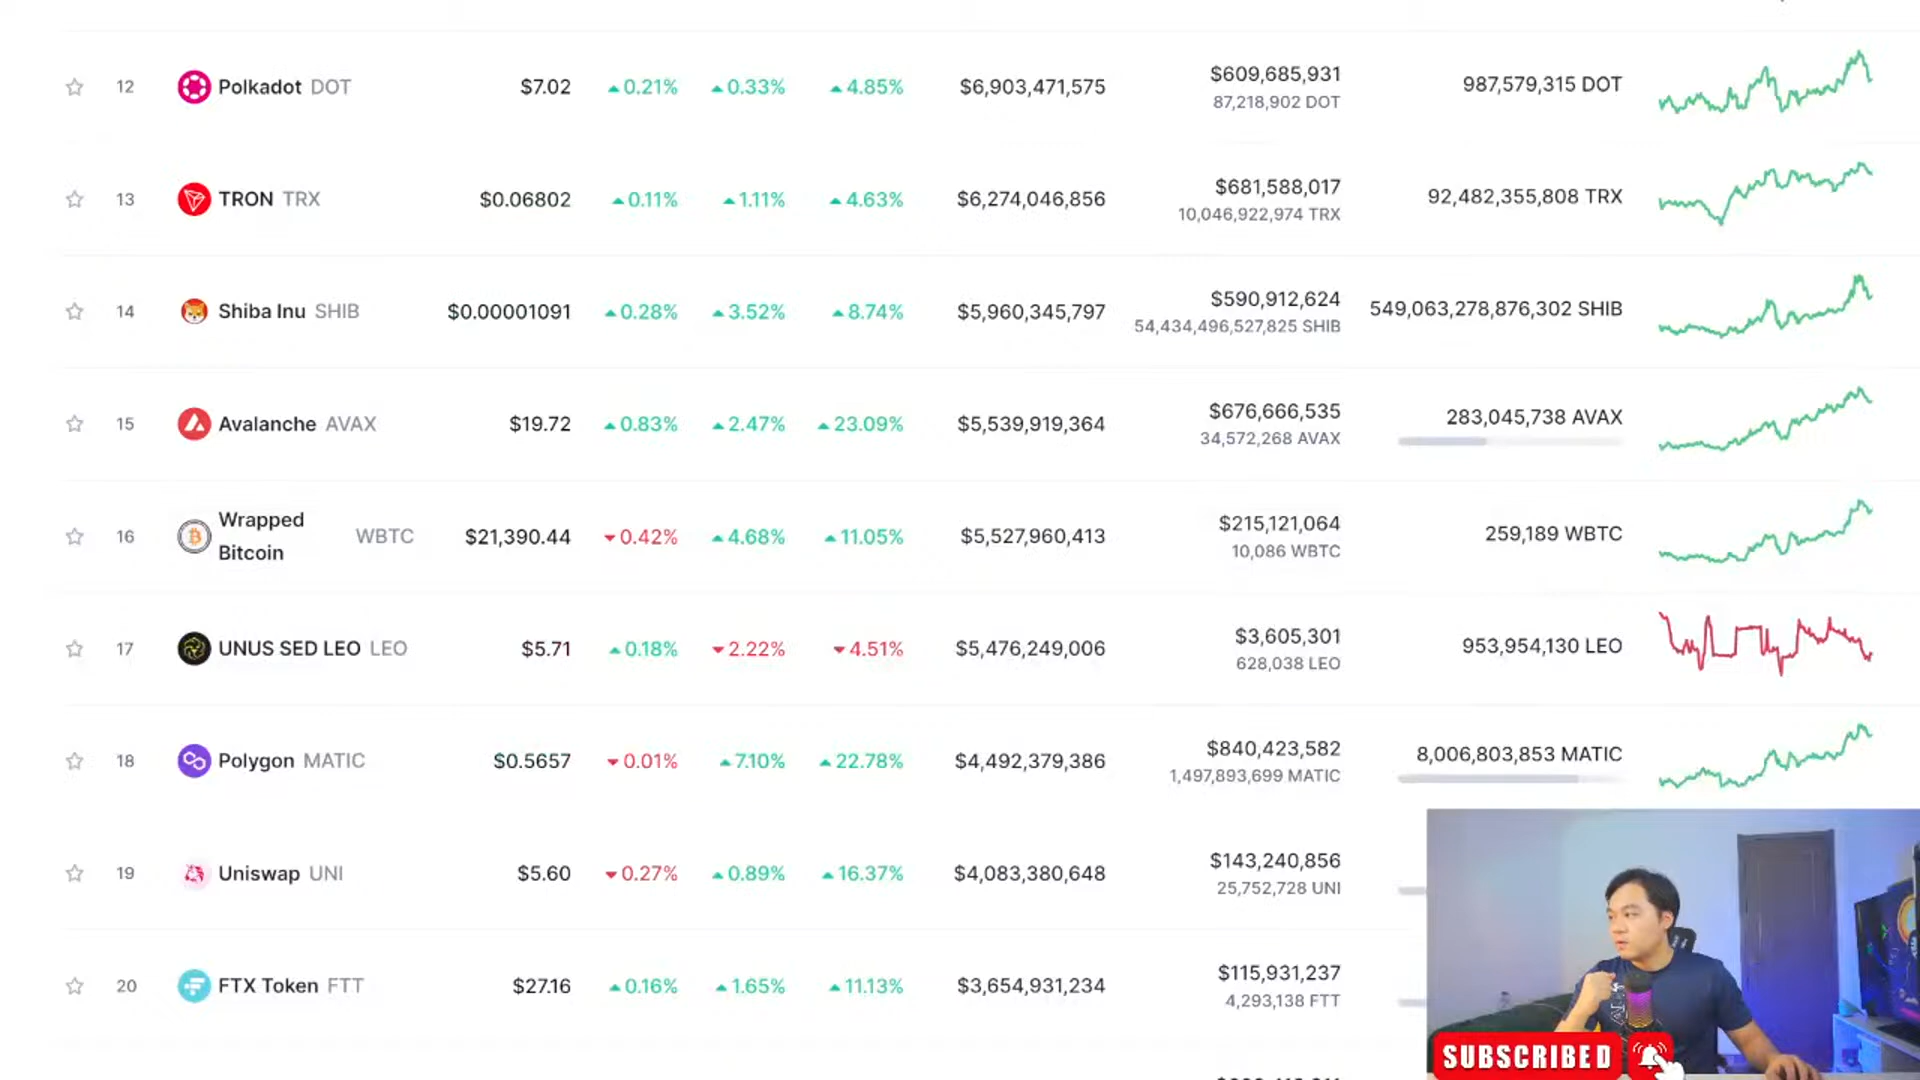 12 Polkadot DOT $7.02 0.21% 0.33% 4.85% $6,903,471,575 $609,685,931 987,579,315 DOT
87,218,902 DOT
13 TRON TRX $0.06802 0.11% 1.11% 4.63% $6,274,046,856 $681,588,017 92,482,355,808 TRX
10,046,922,974 TRX
14 Shiba Inu SHIB $0.00001091 0.28% 3.52% 8.74% $5,960,345,797 $590,912,624 549,063,278,876,302 SHIB
54,434,496,527,825 SHIB
15 Avalanche AVAX $19.72 0.83% 2.47% 23.09% $5,539,919,364 $676,666,535 283,045,738 AVAX
34,572,268 AVAX
16 Wrapped Bitcoin WBTC $21,390.44 0.42% 4.68% 11.05% $5,527,960,413 $215,121,064 259,189 WBTC
10,086 WBTC
17 UNUS SED LEO LEO $5.71 0.18% 2.22% 4.51% $5,476,249,006 $3,605,301 953,954,130 LEO
628,038 LEO
18 Polygon MATIC $0.5657 0.01% 7.10% 22.78% $4,492,379,386 $840,423,582 8,006,803,853 MATIC
1,497,893,699 MATIC
19 Uniswap UNI $5.60 0.27% 0.89% 16.37% $4,083,380,648 $143,240,856
25,752,728 UNI
20 FTX Token FTT $27.16 0.16% 1.65% 11.13% $3,654,931,234 $115,931,237
4,293,138 FTT
SUBSCRIBED